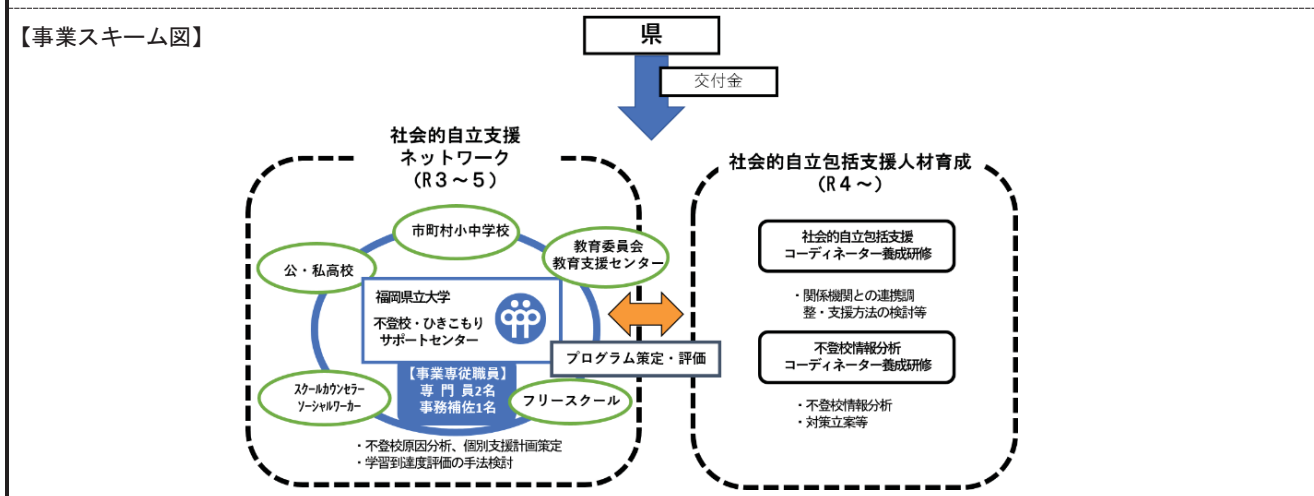 【事業スキーム図】
県
交付金
社会的自立支援
ネットワーク
(R3~5)
市町村小中学校
公・私高校
教育委員会
教育支援センター
福岡県立大学
不登校・ひきこもり
サポートセンター
【事業専従職員】
専 門 員2名
事務補佐1名
スクールカウンセラー
ソーシャルワーカー
フリースクール
・不登校原因分析、個別支援計画策定
・学習到達度評価の手法検討
プログラム策定・評価
社会的自立包括支援人材育成
(R4~)
社会的自立包括支援
コーディネーター養成研修
・関係機関との連携調
整・支援方法の検討等
不登校情報分析
コーディネーター養成研修
・不登校情報分析
・対策立案等